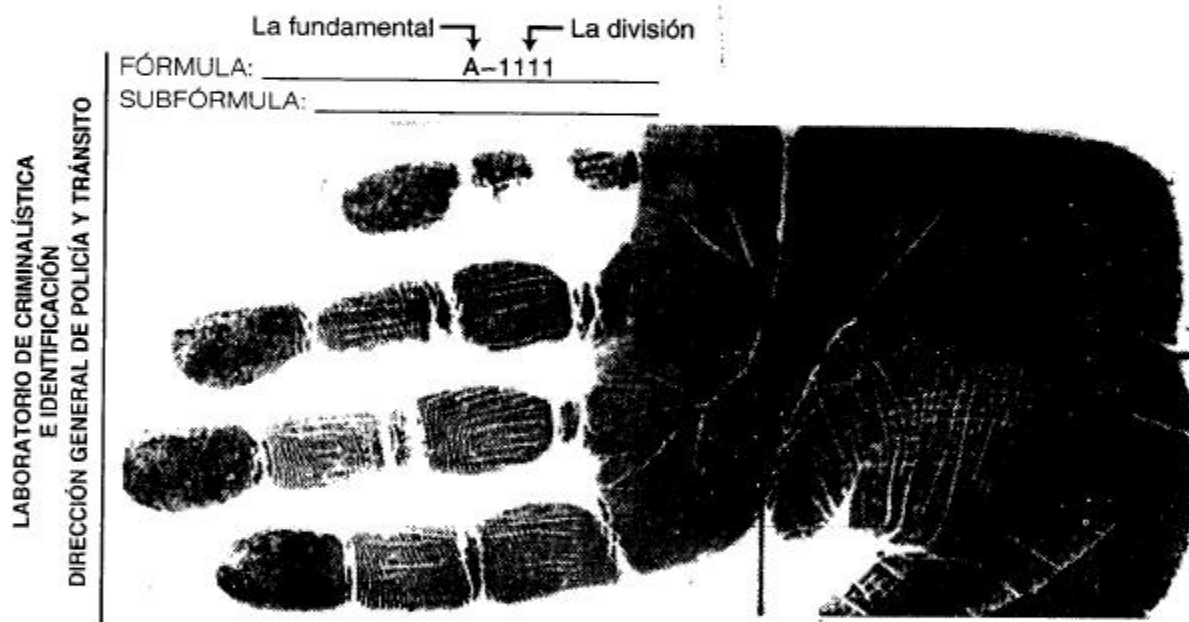 La fundamental La división
FÓRMULA: A-1111
SUBFÓRMULA:
LABORATORIO DE CRIMINALÍSTICA
E IDENTIFICACIÓN
DIRECCIÓN GENERAL DE POLICÍA Y TRÁNSITO